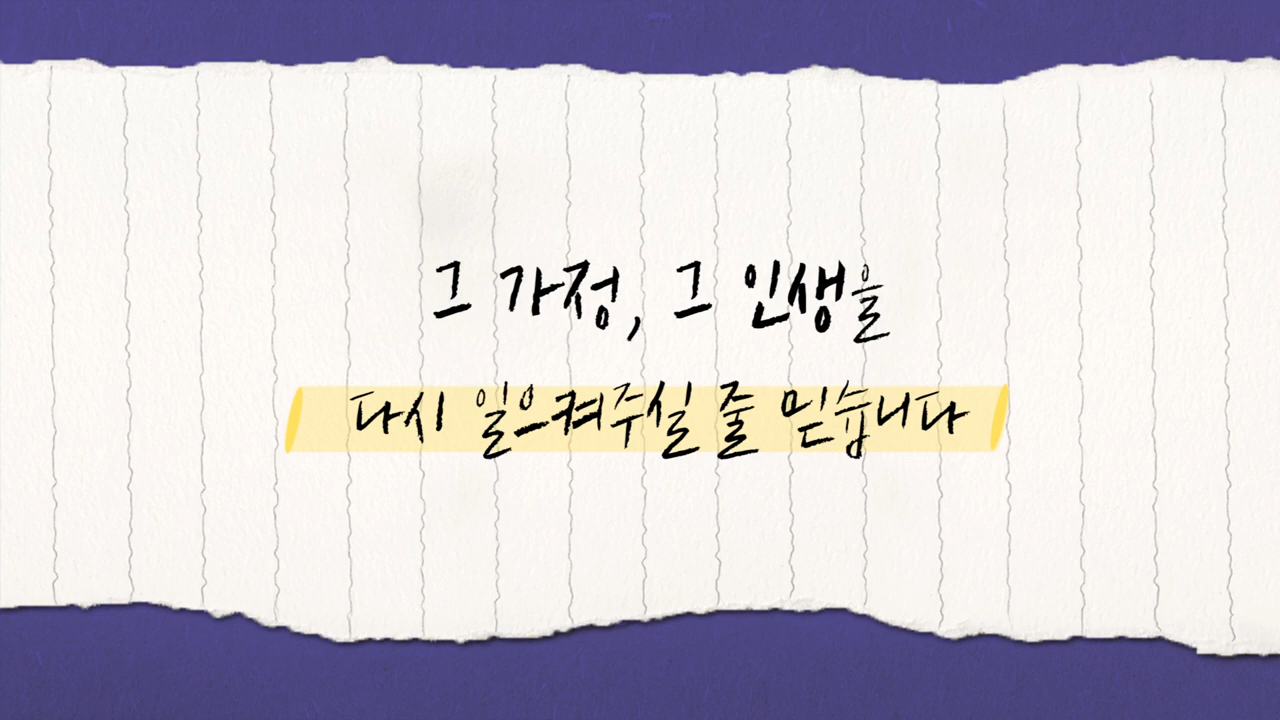 그 가정, 그 인생을
다시 일으켜주실 줄 믿습니다